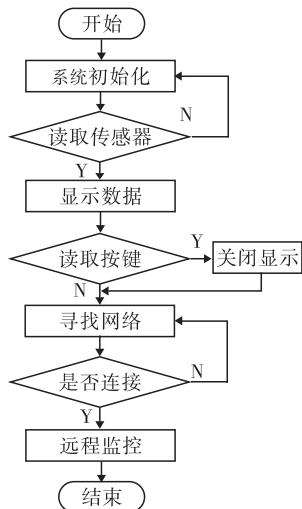 开始
系统初始化
N
读取传感器
Y
显示数据
Y
读取按键
关闭显示
N
寻找网络
N
是否连接
Y
远程监控
结束